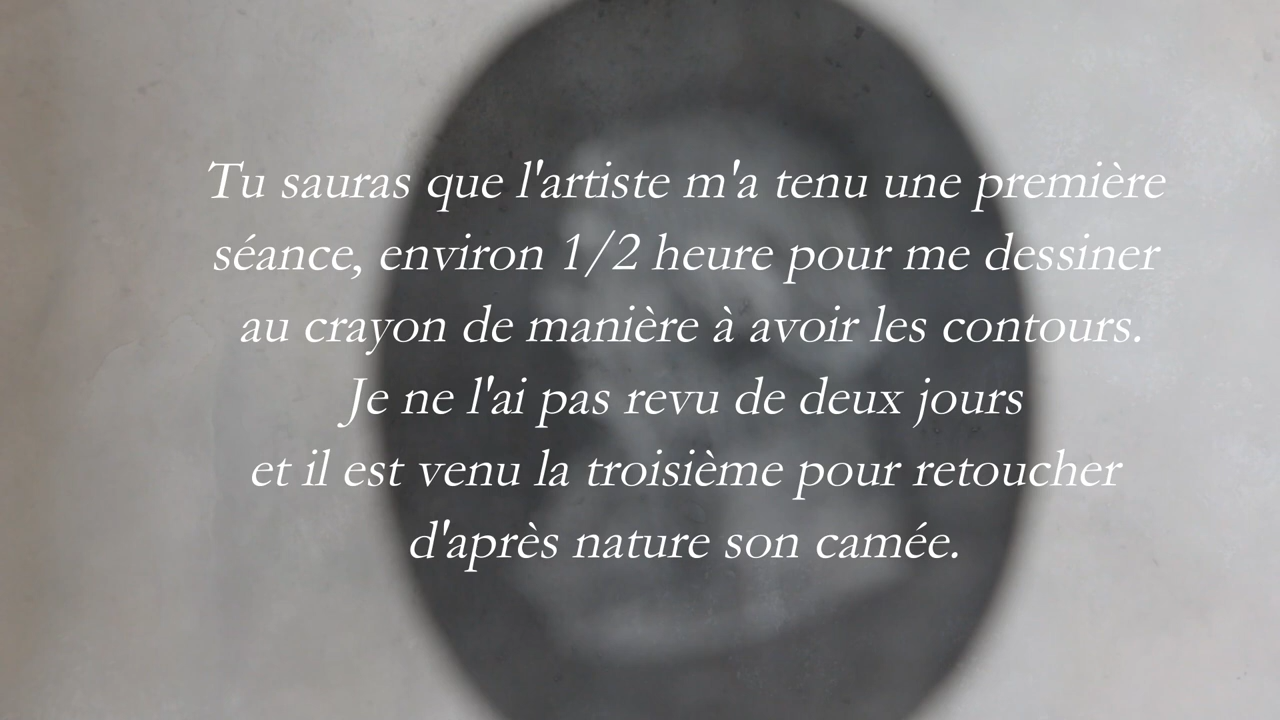 Tu sauras que l'artiste m'a tenu une première
séance, environ 1/2 heure pour me dessiner
au crayon de manière à avoir les contours.
Je ne l'ai pas revu de deux jours
et il est venu la troisième pour retoucher
d'après nature son camée.